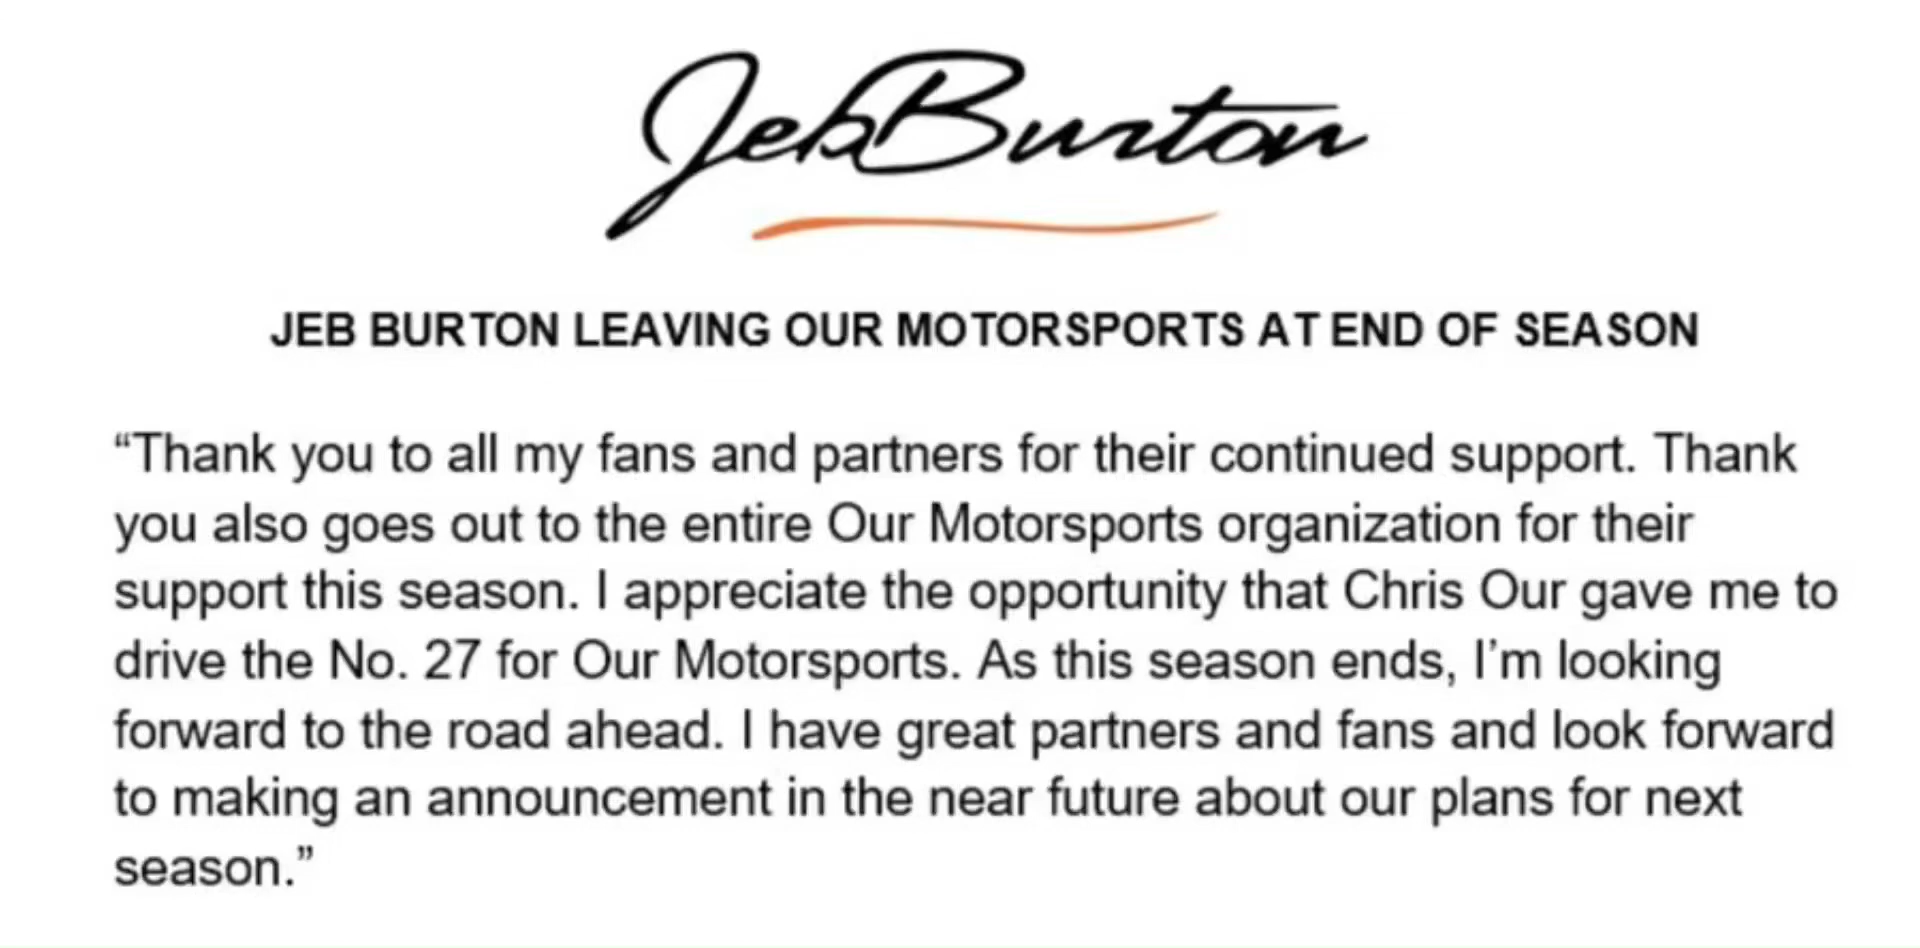 Jeb Burton
JEB BURTON LEAVING OUR MOTORSPORTS AT END OF SEASON
“Thank you to all my fans and partners for their continued support. Thank
you also goes out to the entire Our Motorsports organization for their
support this season. I appreciate the opportunity that Chris Our gave me to
drive the No. 27 for Our Motorsports. As this season ends, I’m looking
forward to the road ahead. I have great partners and fans and look forward
to making an announcement in the near future about our plans for next
season.”